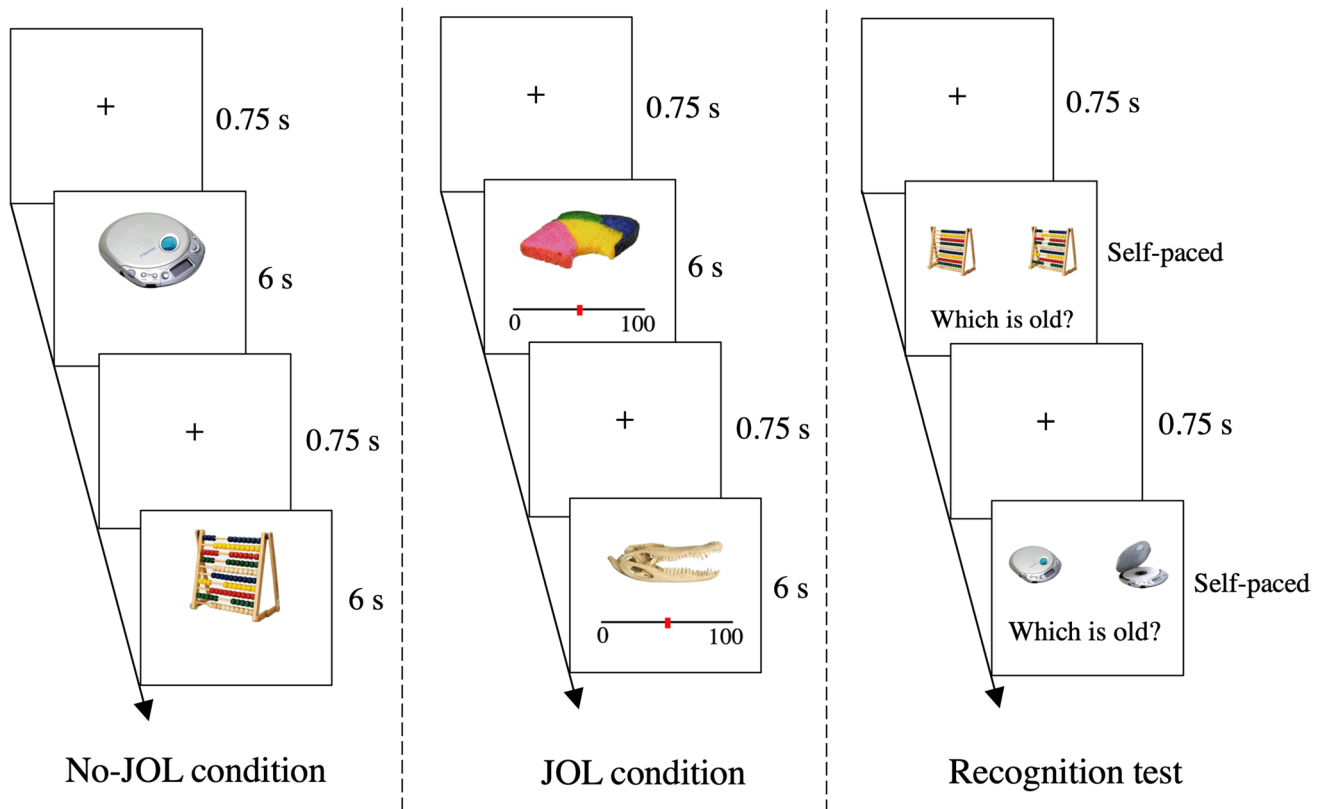 0.75 s
6 s
0.75 s
6 s
No-JOL condition
0.75 s
0 100
6 s
0.75 s
0 100
6 s
JOL condition
0.75 s
Which is old?
Self-paced
0.75 s
Which is old?
Self-paced
Recognition test